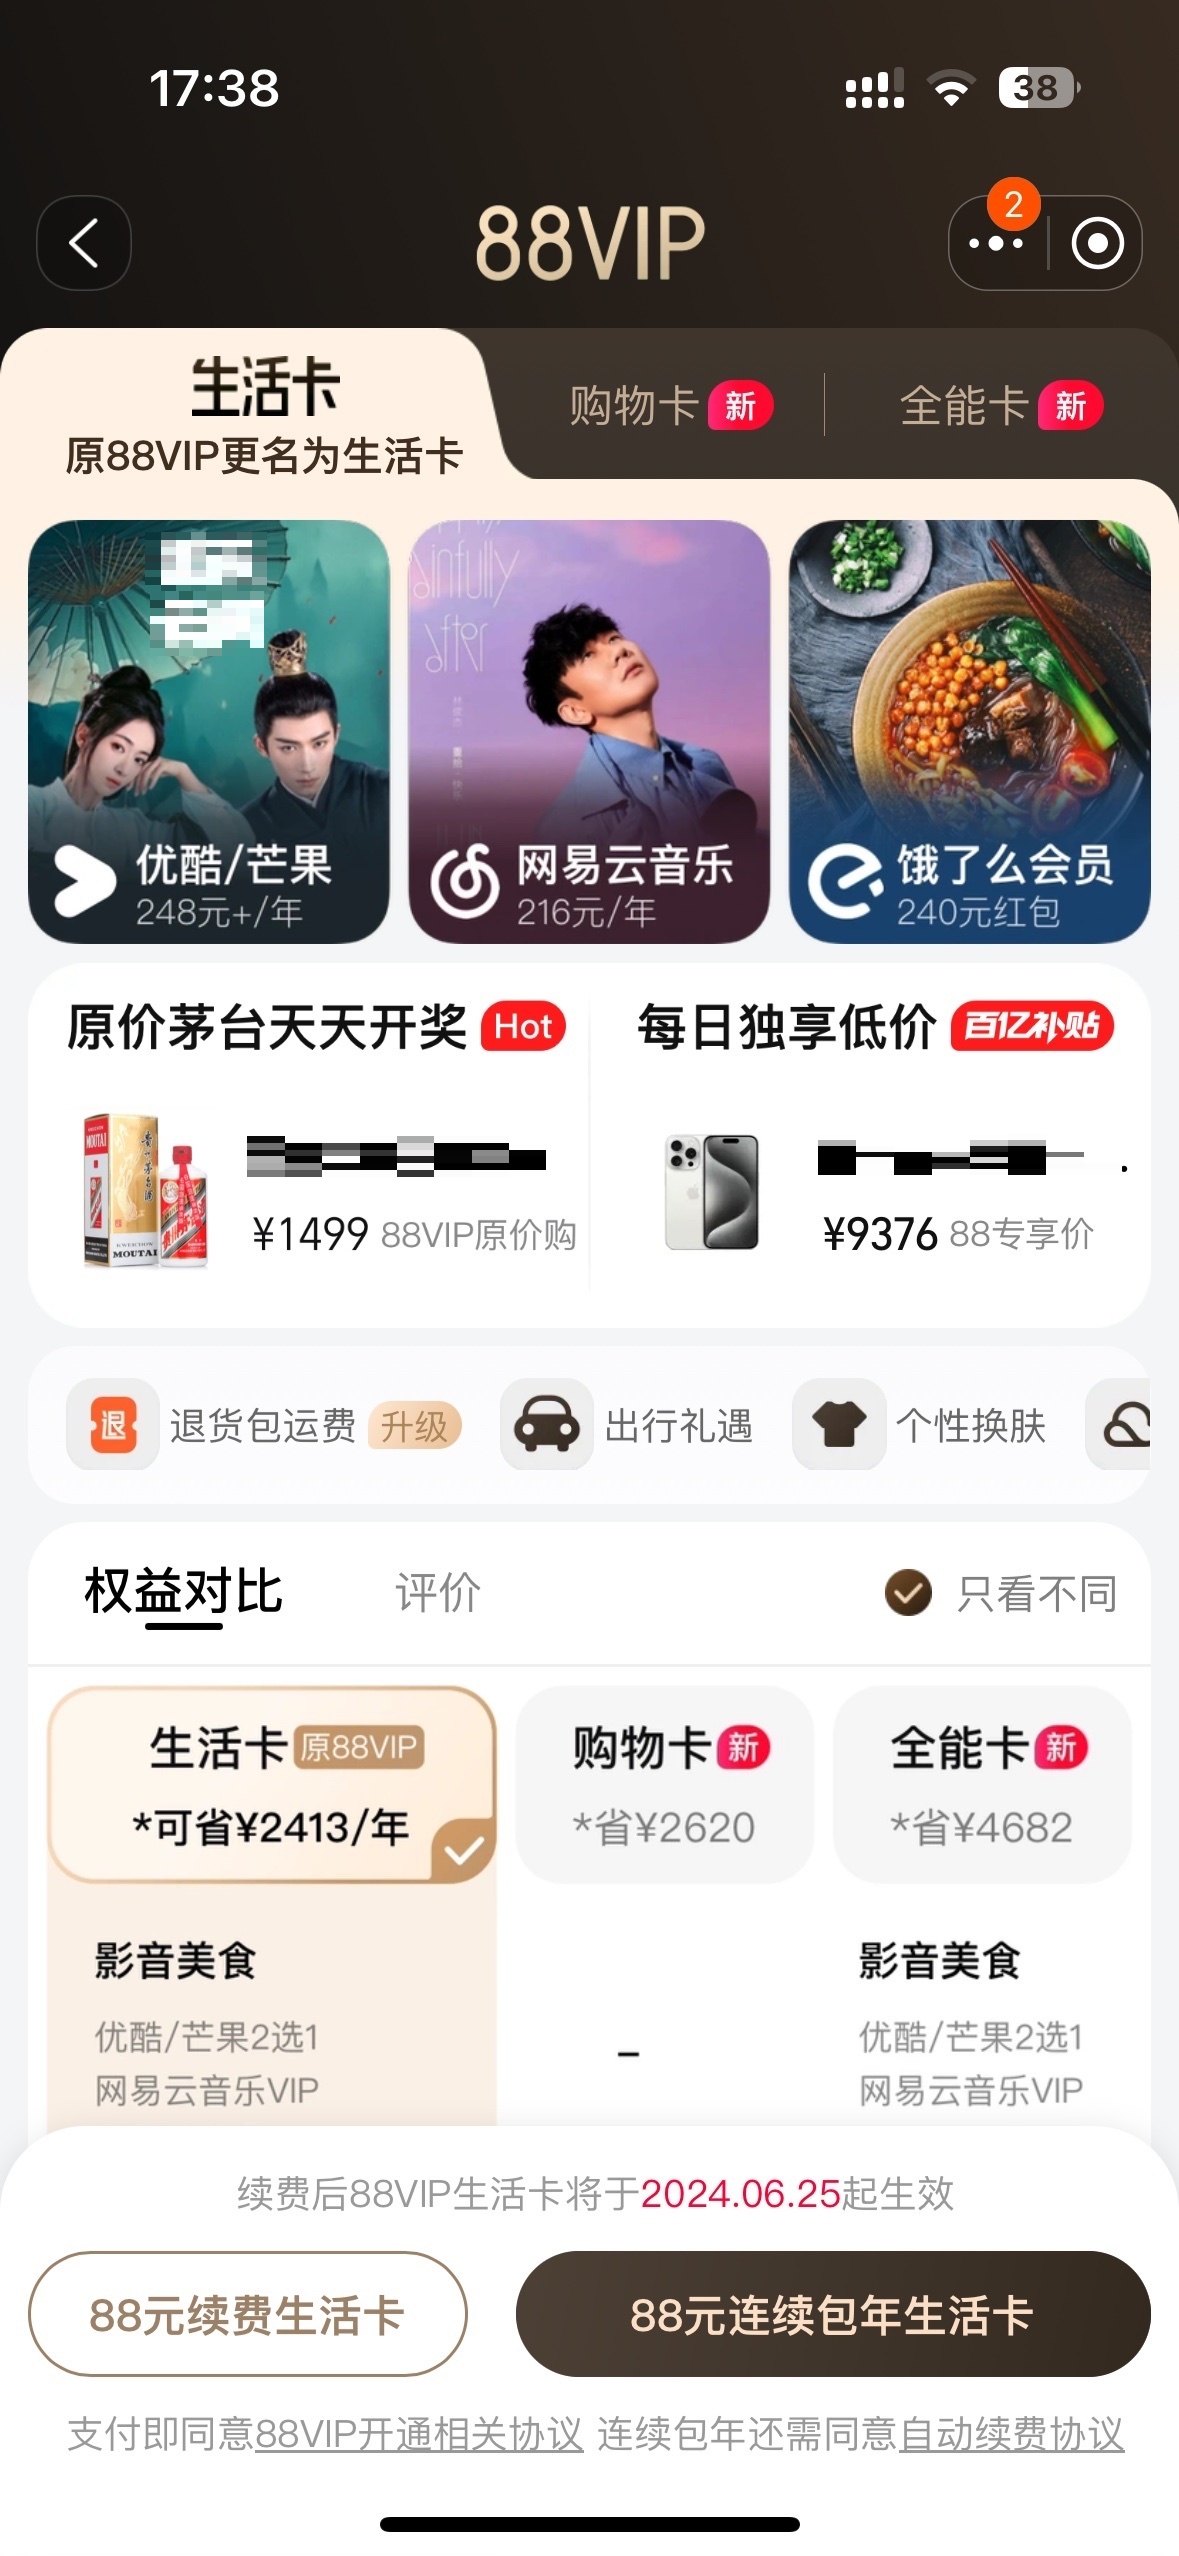 17:38
38
88VIP
2
生活卡
原88VIP更名为生活卡
购物卡 新
全能卡 新
ainfully
after
优酷/芒果
248元+/年
网易云音乐
216元/年
饿了么会员
240元红包
原价茅台天天开奖 Hot
每日独享低价 百亿补贴
MOUTAI
贵州茅台酒
MOUTAI
¥1499 88VIP原价购
¥9376 88专享价
退 退货包运费 升级
出行礼遇
个性换肤
权益对比
评价
只看不同
生活卡 原88VIP
*可省¥2413/年
购物卡 新
*省¥2620
全能卡 新
*省¥4682
影音美食
优酷/芒果2选1
网易云音乐VIP
–
影音美食
优酷/芒果2选1
网易云音乐VIP
续费后88VIP生活卡将于2024.06.25起生效
88元续费生活卡
88元连续包年生活卡
支付即同意88VIP开通相关协议 连续包年还需同意自动续费协议